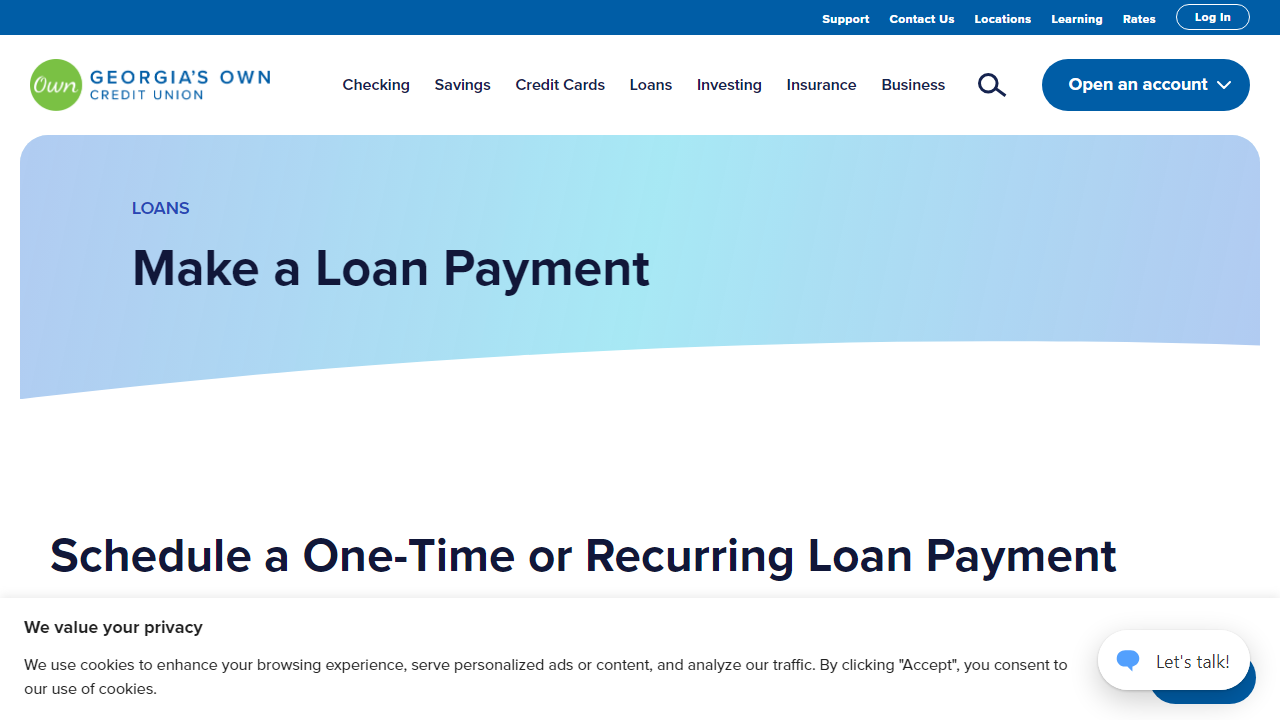 Support Contact Us Locations Learning Rates Log In
Own GEORGIA'S OWN
CREDIT UNION
Checking Savings Credit Cards Loans Investing Insurance Business Open an account
LOANS
Make a Loan Payment
Schedule a One-Time or Recurring Loan Payment
We value your privacy
We use cookies to enhance your browsing experience, serve personalized ads or content, and analyze our traffic. By clicking "Accept", you consent to
our use of cookies.
Let's talk!